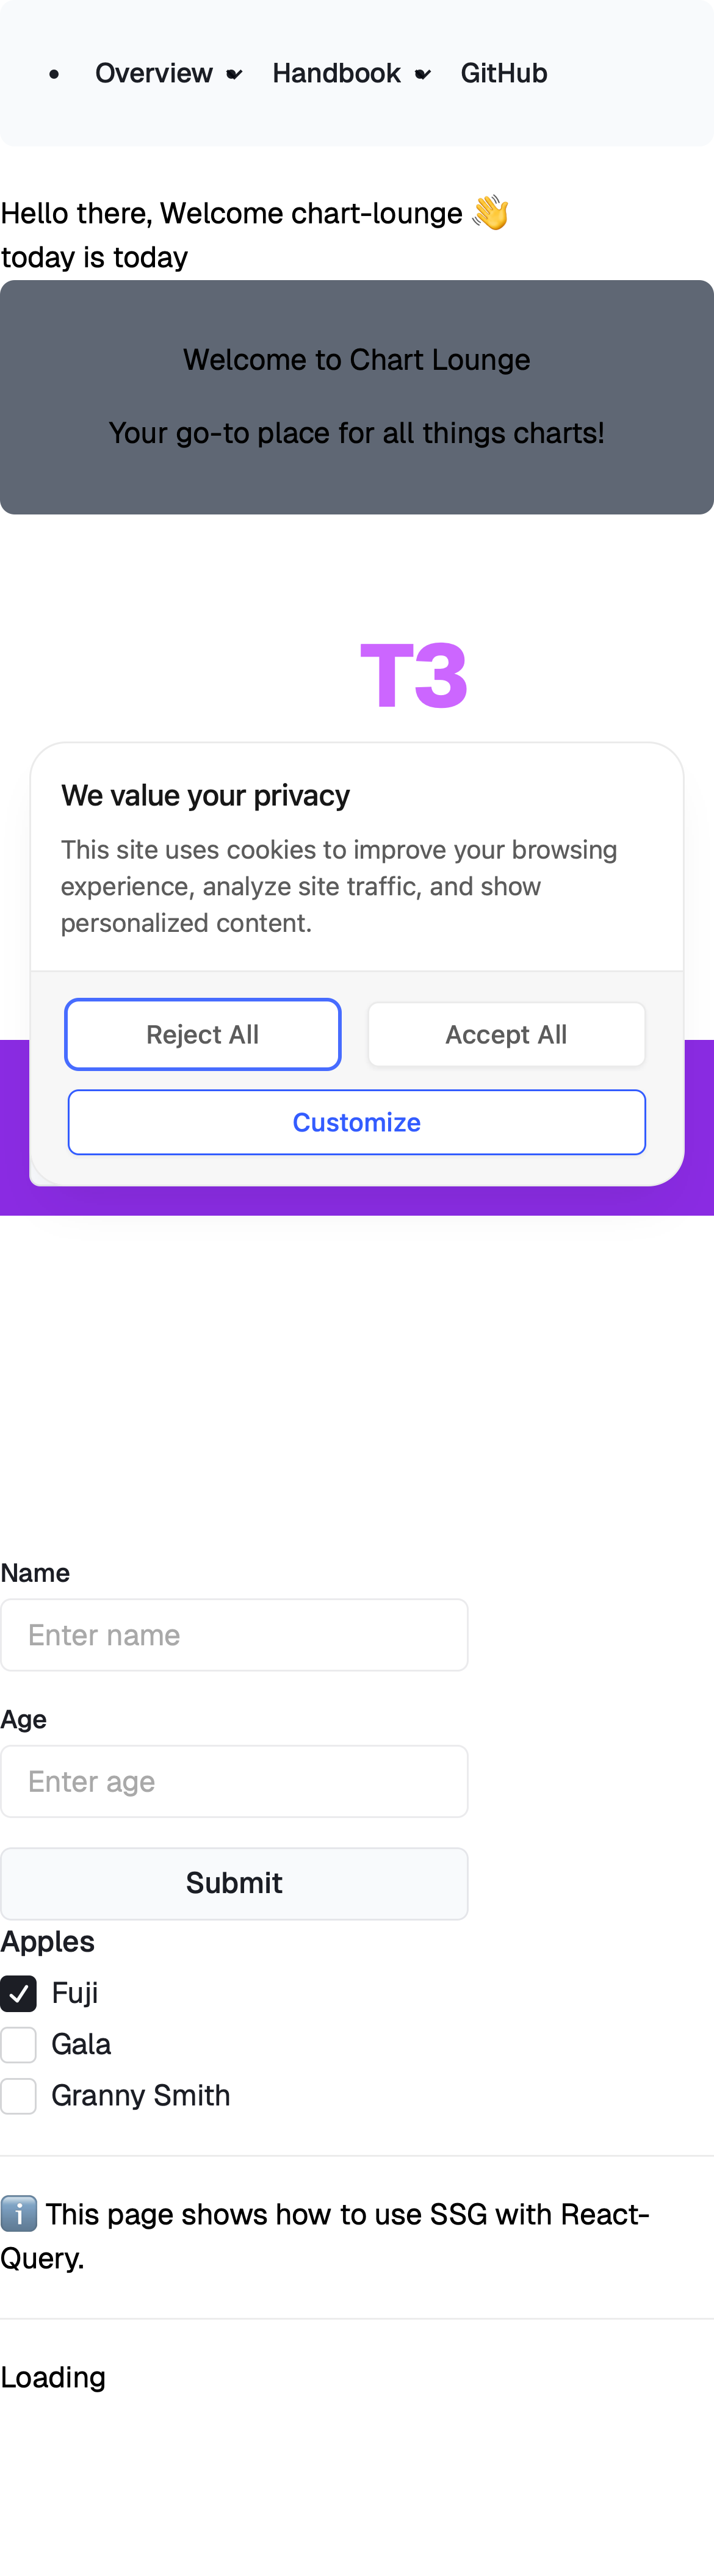 Overview Handbook GitHub
Hello there, Welcome chart-lounge 👋
today is today
Welcome to Chart Lounge
Your go-to place for all things charts!
T3
We value your privacy
This site uses cookies to improve your browsing
experience, analyze site traffic, and show
personalized content.
Reject All Accept All
Customize
Name
Enter name
Age
Enter age
Submit
Apples
Fuji
Gala
Granny Smith
ℹ️ This page shows how to use SSG with React-
Query.
Loading